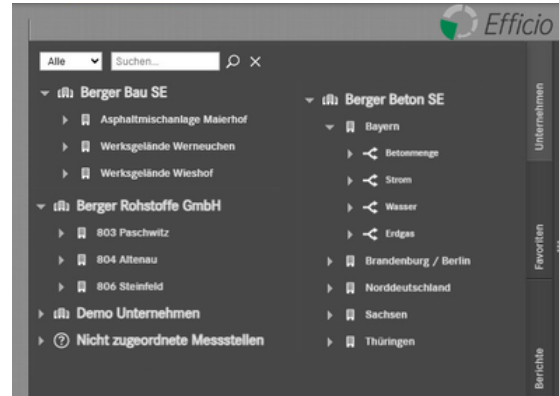 Efficio
Alle
Suchen...
Berger Bau SE
Asphaltmischanlage Maierhof
Werksgelände Werneuchen
Werksgelände Wieshof
Berger Rohstoffe GmbH
803 Paschwitz
804 Altenau
806 Steinfeld
Demo Unternehmen
Nicht zugeordnete Messstellen
Berger Beton SE
Bayern
Betonmenge
Strom
Wasser
Erdgas
Brandenburg / Berlin
Norddeutschland
Sachsen
Thüringen
Unternehmen
Favoriten
Berichte